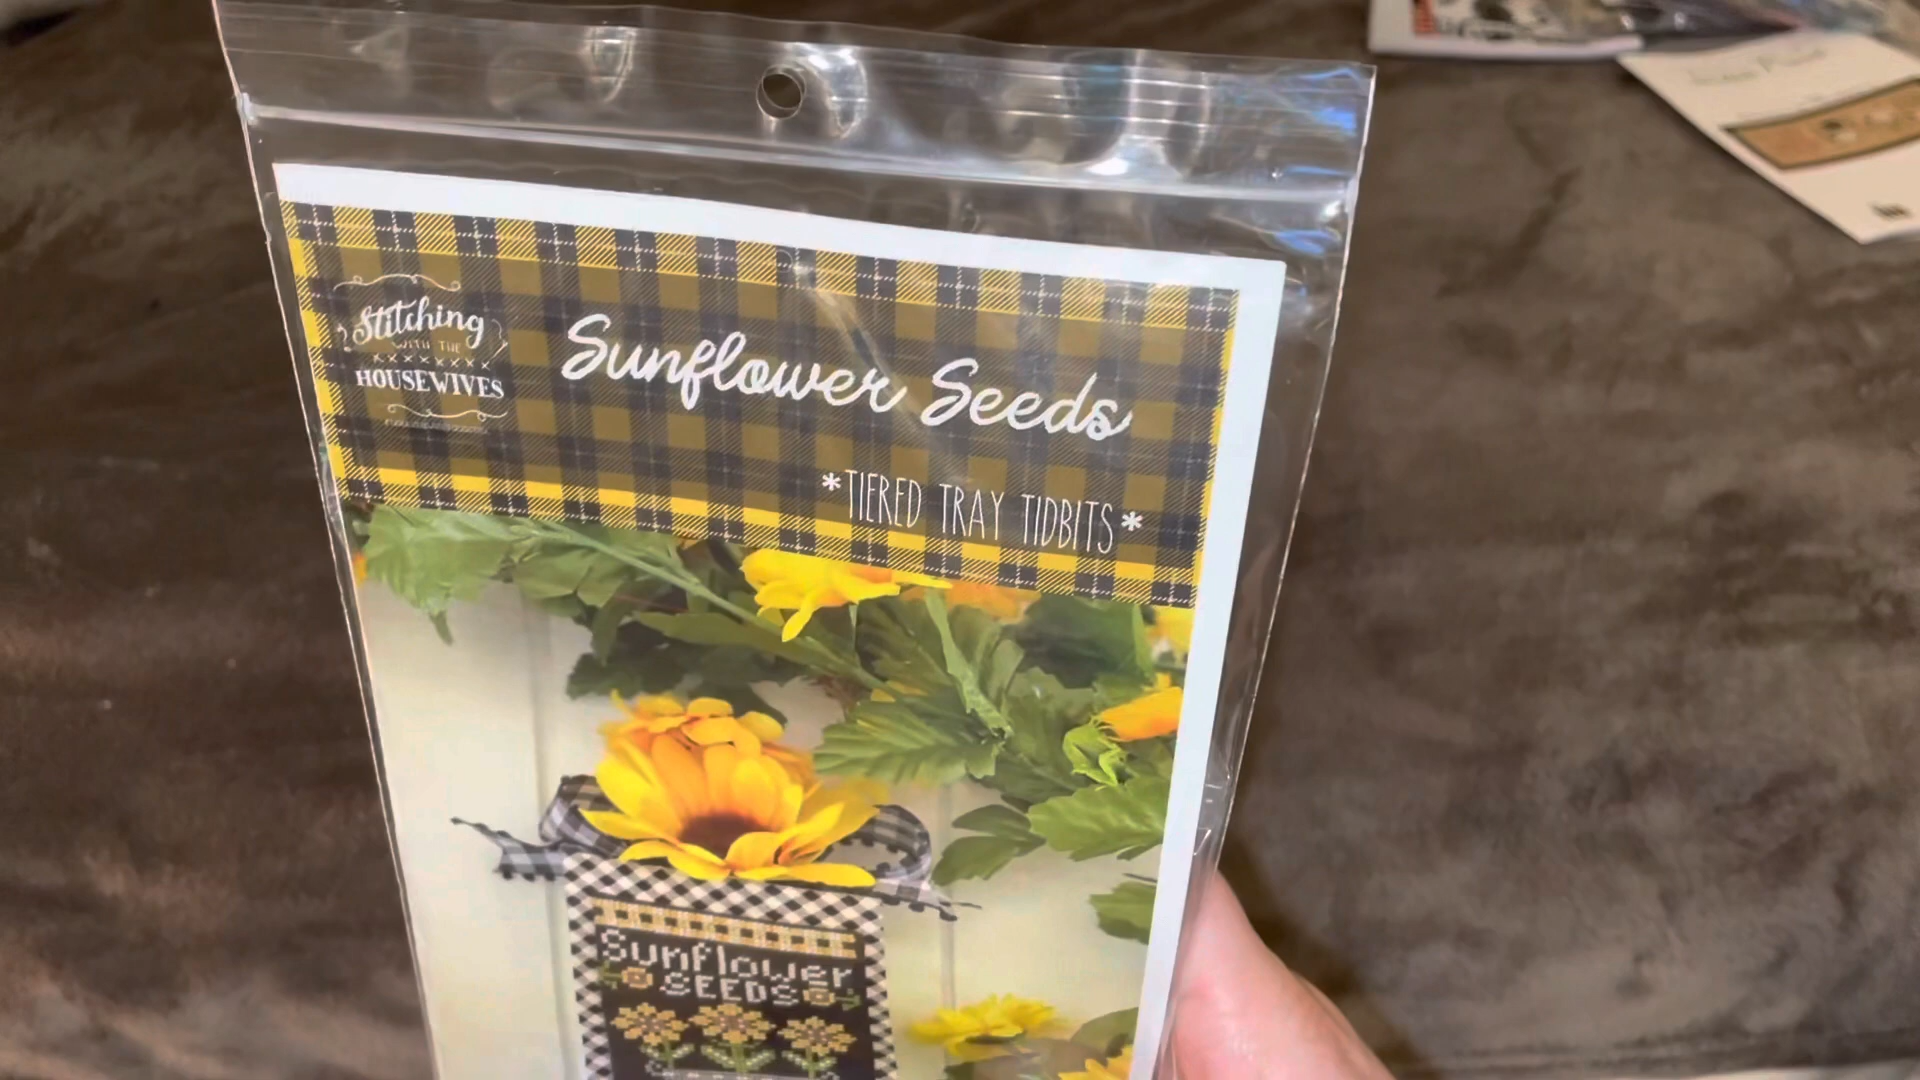 Stitching
WITH THE
HOUSEWIVES
Sunflower Seeds
*TIERED TRAY TIDBITS*
Sunflower
SEEDS